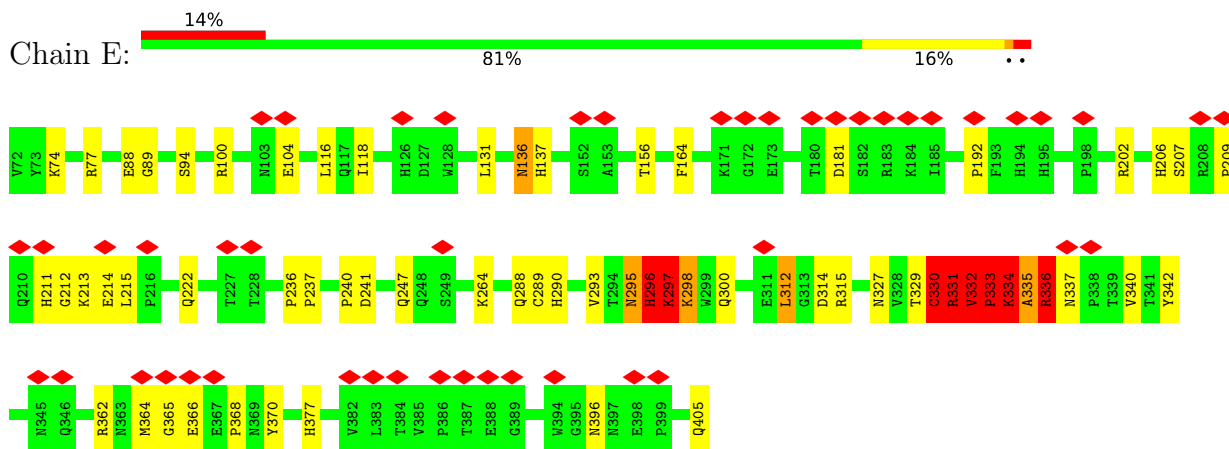 14%
Chain E:
81% 16% • •
V72 Y73 K74 R77 E88 G89 S94 R100 N103 E104 L116 Q117 I118 H126 D127 W128 L131 N136 H137 S152 A153 T156 F164 K171 G172 E173 T180 D181 S182 R183 K184 I185 P192 F193 H194 H195 P198 R202 H206 S207 R208 P209
Q210 H211 G212 K213 E214 L215 P216 Q222 T227 T228 P236 P237 P240 D241 Q247 Q248 S249 K264 Q288 C289 H290 V293 T294 N295 H296 K297 K298 W299 Q300 E311 L312 G313 D314 R315 N327 V328 T329 C330 R331 V332 P333 K334 A335 R336 N337 P338 T339 V340 T341 Y342
N345 Q346 R362 N363 M364 G365 E366 E367 P368 N369 Y370 H377 V382 L383 T384 V385 P386 T387 E388 G389 W394 G395 N396 N397 E398 P399 Q405